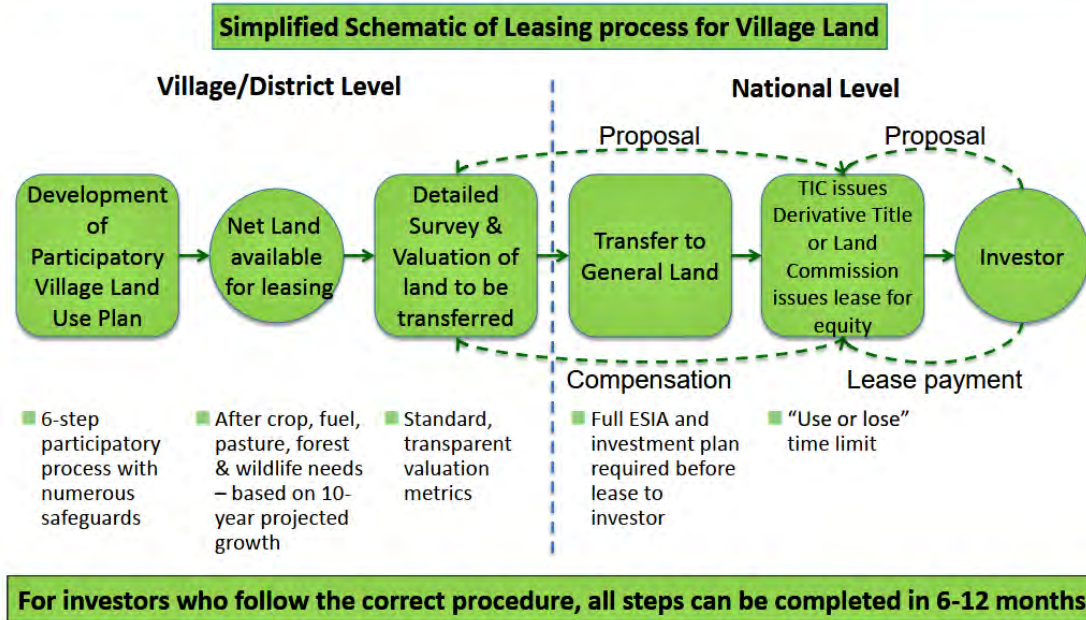 Simplified Schematic of Leasing process for Village Land
Village/District Level
National Level
Proposal
Proposal
Development
of
Participatory
Village Land
Use Plan
Net Land
available
for leasing
Detailed
Survey &
Valuation of
land to be
transferred
Transfer to
General Land
TIC issues
Derivative Title
or Land
Commission
issues lease for
equity
Investor
Compensation
Lease payment
6-step
participatory
process with
numerous
safeguards
After crop, fuel,
pasture, forest
& wildlife needs
– based on 10-
year projected
growth
Standard,
transparent
valuation
metrics
Full ESIA and
investment plan
required before
lease to
investor
“Use or lose”
time limit
For investors who follow the correct procedure, all steps can be completed in 6-12 months